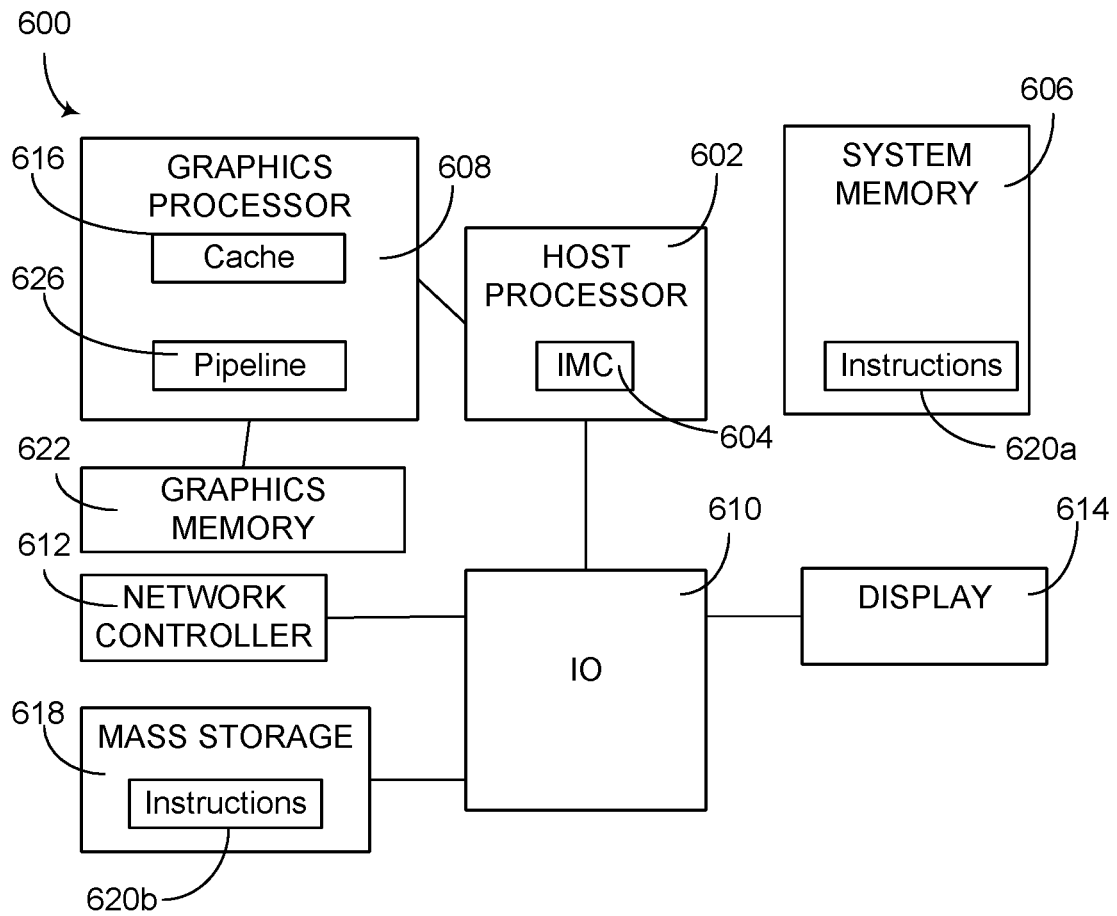 600
616
GRAPHICS
PROCESSOR
608
Cache
626
Pipeline
602
HOST
PROCESSOR
IMC
604
606
SYSTEM
MEMORY
Instructions
620a
622
GRAPHICS
MEMORY
612
NETWORK
CONTROLLER
610
IO
614
DISPLAY
618
MASS STORAGE
Instructions
620b